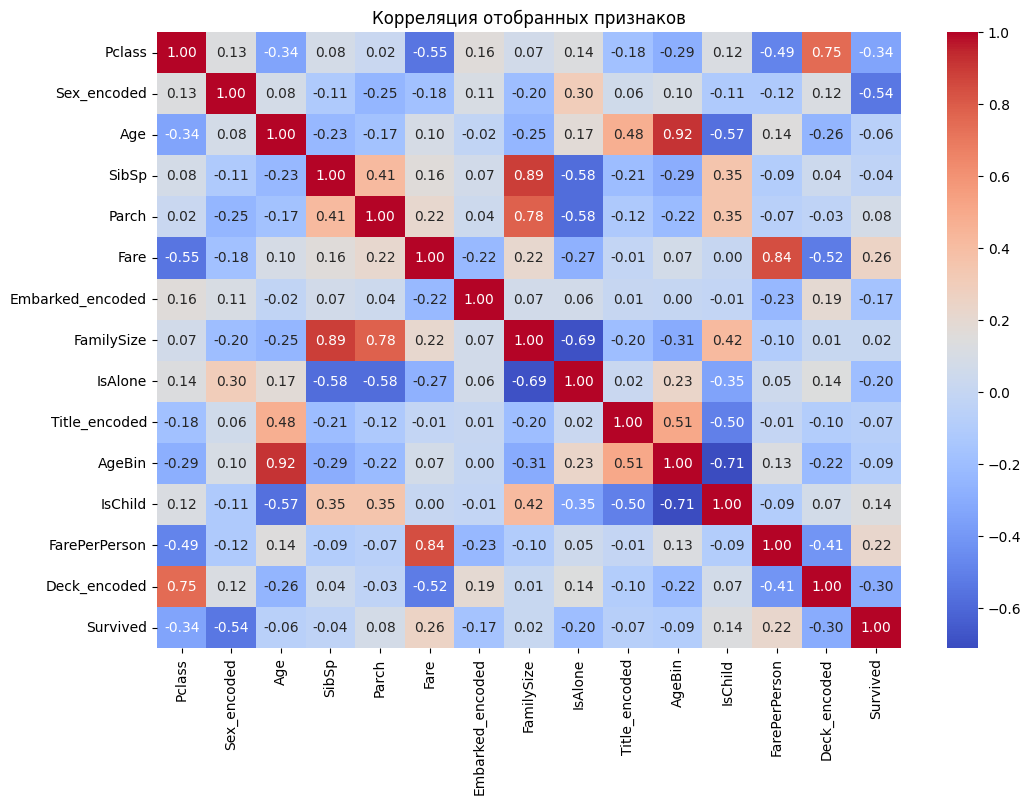 Корреляция отобранных признаков
Pclass 1.00 0.13 -0.34 0.08 0.02 -0.55 0.16 0.07 0.14 -0.18 -0.29 0.12 -0.49 0.75 -0.34
Sex_encoded 0.13 1.00 0.08 -0.11 -0.25 -0.18 0.11 -0.20 0.30 0.06 0.10 -0.11 -0.12 0.12 -0.54
Age -0.34 0.08 1.00 -0.23 -0.17 0.10 -0.02 -0.25 0.17 0.48 0.92 -0.57 0.14 -0.26 -0.06
SibSp 0.08 -0.11 -0.23 1.00 0.41 0.16 0.07 0.89 -0.58 -0.21 -0.29 0.35 -0.09 0.04 -0.04
Parch 0.02 -0.25 -0.17 0.41 1.00 0.22 0.04 0.78 -0.58 -0.12 -0.22 0.35 -0.07 -0.03 0.08
Fare -0.55 -0.18 0.10 0.16 0.22 1.00 -0.22 0.22 -0.27 -0.01 0.07 0.00 0.84 -0.52 0.26
Embarked_encoded 0.16 0.11 -0.02 0.07 0.04 -0.22 1.00 0.07 0.06 0.01 0.00 -0.01 -0.23 0.19 -0.17
FamilySize 0.07 -0.20 -0.25 0.89 0.78 0.22 0.07 1.00 -0.69 -0.20 -0.31 0.42 -0.10 0.01 0.02
IsAlone 0.14 0.30 0.17 -0.58 -0.58 -0.27 0.06 -0.69 1.00 0.02 0.23 -0.35 0.05 0.14 -0.20
Title_encoded -0.18 0.06 0.48 -0.21 -0.12 -0.01 0.01 -0.20 0.02 1.00 0.51 -0.50 -0.01 -0.10 -0.07
AgeBin -0.29 0.10 0.92 -0.29 -0.22 0.07 0.00 -0.31 0.23 0.51 1.00 -0.71 0.13 -0.22 -0.09
IsChild 0.12 -0.11 -0.57 0.35 0.35 0.00 -0.01 0.42 -0.35 -0.50 -0.71 1.00 -0.09 0.07 0.14
FarePerPerson -0.49 -0.12 0.14 -0.09 -0.07 0.84 -0.23 -0.10 0.05 -0.01 0.13 -0.09 1.00 -0.41 0.22
Deck_encoded 0.75 0.12 -0.26 0.04 -0.03 -0.52 0.19 0.01 0.14 -0.10 -0.22 0.07 -0.41 1.00 -0.30
Survived -0.34 -0.54 -0.06 -0.04 0.08 0.26 -0.17 0.02 -0.20 -0.07 -0.09 0.14 0.22 -0.30 1.00
Pclass
Sex_encoded
Age
SibSp
Parch
Fare
Embarked_encoded
FamilySize
IsAlone
Title_encoded
AgeBin
IsChild
FarePerPerson
Deck_encoded
Survived
1.0
0.8
0.6
0.4
0.2
0.0
−0.2
−0.4
−0.6